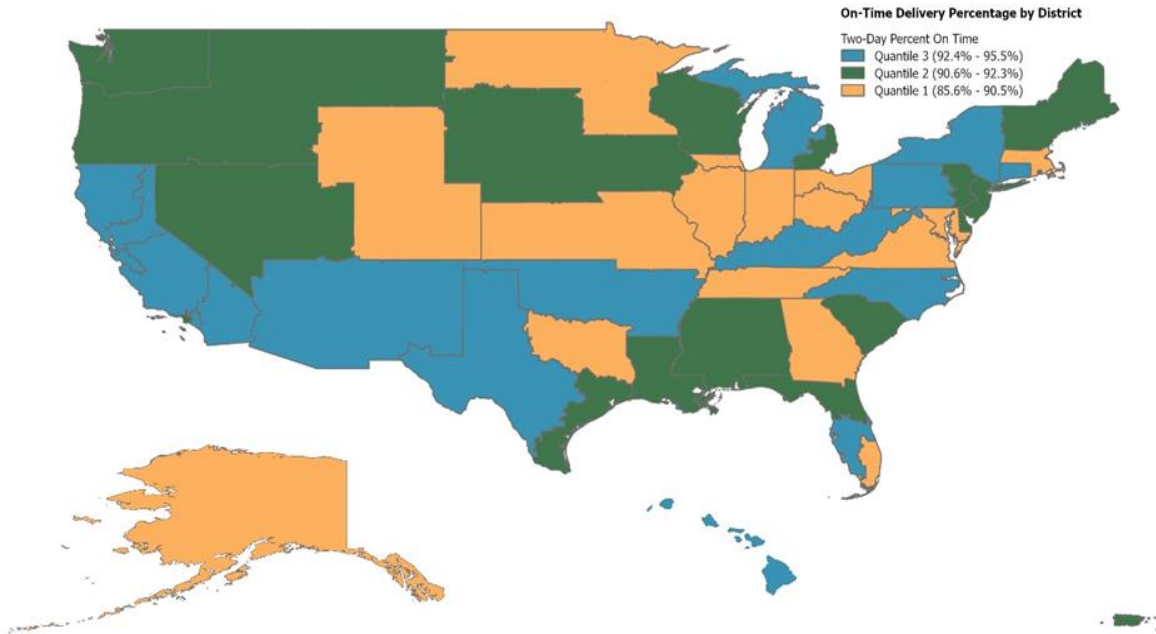 On-Time Delivery Percentage by District
Two-Day Percent On Time
Quantile 3 (92.4% - 95.5%)
Quantile 2 (90.6% - 92.3%)
Quantile 1 (85.6% - 90.5%)